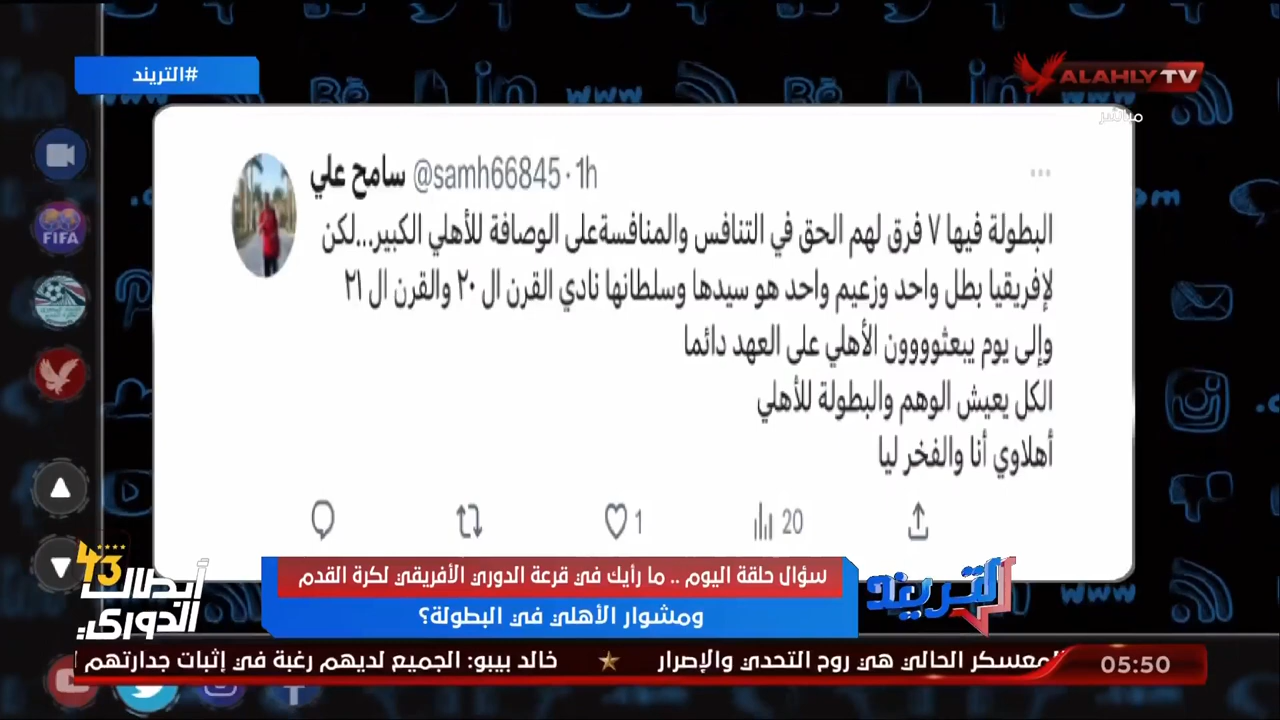 #التريند
ALAHLY TV
مباشر
سامح علي @samh66845 · 1h
البطولة فيها ٧ فرق لهم الحق في التنافس والمنافسةعلى الوصافة للأهلي الكبير...لكن
لإفريقيا بطل واحد وزعيم واحد هو سيدها وسلطانها نادي القرن ال ٢٠ والقرن ال ٢١
وإلى يوم يبعثوووون الأهلي على العهد دائما
الكل يعيش الوهم والبطولة للأهلي
أهلاوي أنا والفخر ليا
1
20
FIFA
43
أبطال
الدوري
التريند
سؤال حلقة اليوم .. ما رأيك في قرعة الدوري الأفريقي لكرة القدم
ومشوار الأهلي في البطولة؟
المعسكر الحالي هي روح التحدي والإصرار
خالد بيبو: الجميع لديهم رغبة في إثبات جدارتهم
05:50